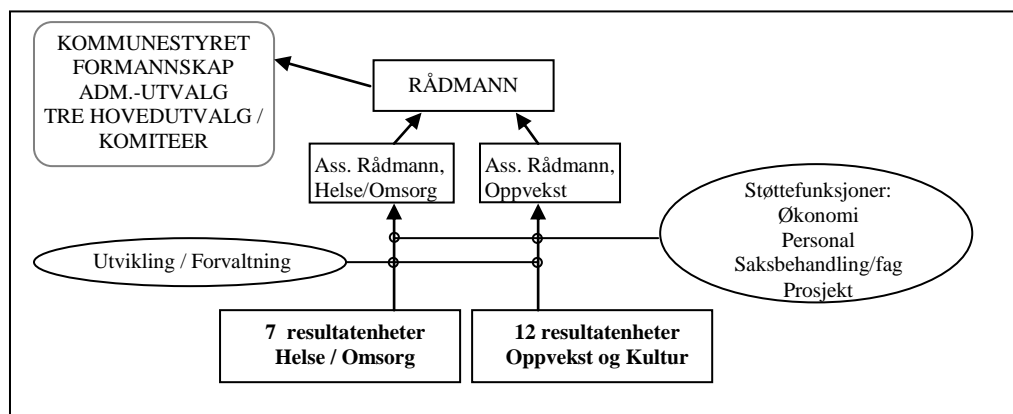 KOMMUNESTYRET
FORMANNSKAP
ADM.-UTVALG
TRE HOVEDUTVALG /
KOMITEER
RÅDMANN
Ass. Rådmann,
Helse/Omsorg
Ass. Rådmann,
Oppvekst
Støttefunksjoner:
Økonomi
Personal
Saksbehandling/fag
Prosjekt
Utvikling / Forvaltning
7 resultatenheter
Helse / Omsorg
12 resultatenheter
Oppvekst og Kultur